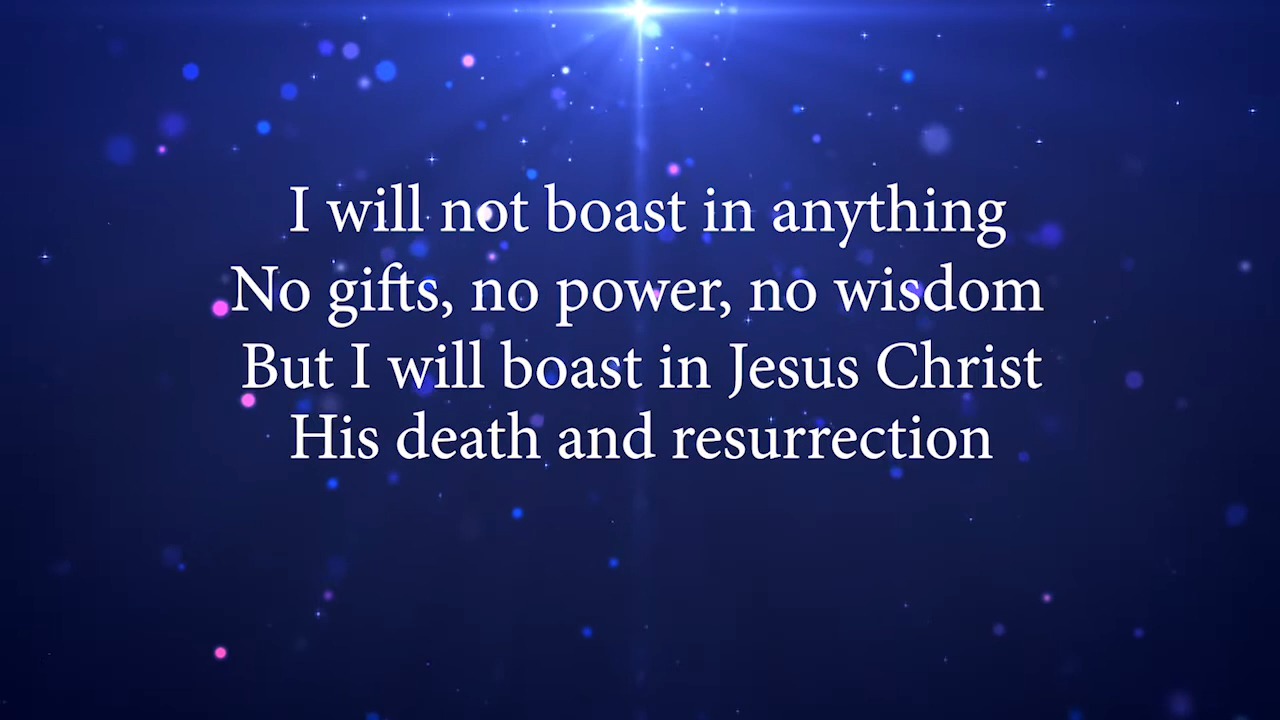 I will not boast in anything
No gifts, no power, no wisdom
But I will boast in Jesus Christ
His death and resurrection